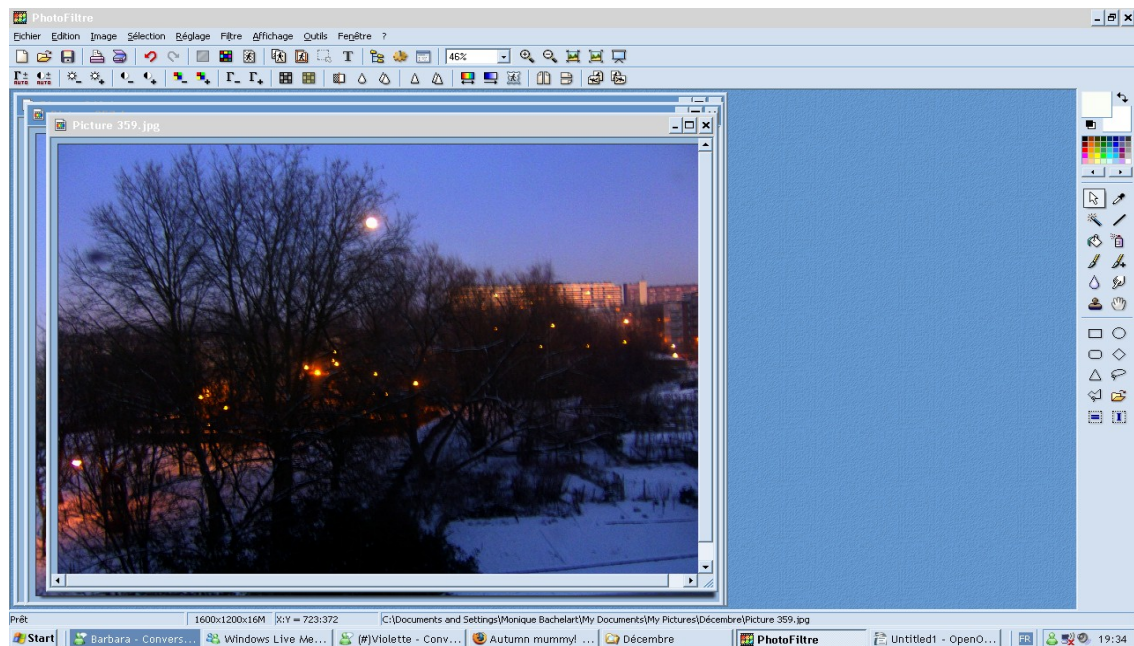 PhotoFiltre
Fichier Edition Image Sélection Réglage Filtre Affichage Outils Fenêtre ?
T 46%
AUTO AUTO
Picture 359.jpg
Prêt 1600x1200x16M X:Y = 723:372 C:\Documents and Settings\Monique Bachelart\My Documents\My Pictures\Décembre\Picture 359.jpg
Start Barbara - Convers... Windows Live Me... (#)Violette - Conv... Autumn mummy! ... Décembre PhotoFiltre Untitled1 - OpenO... FR 19:34